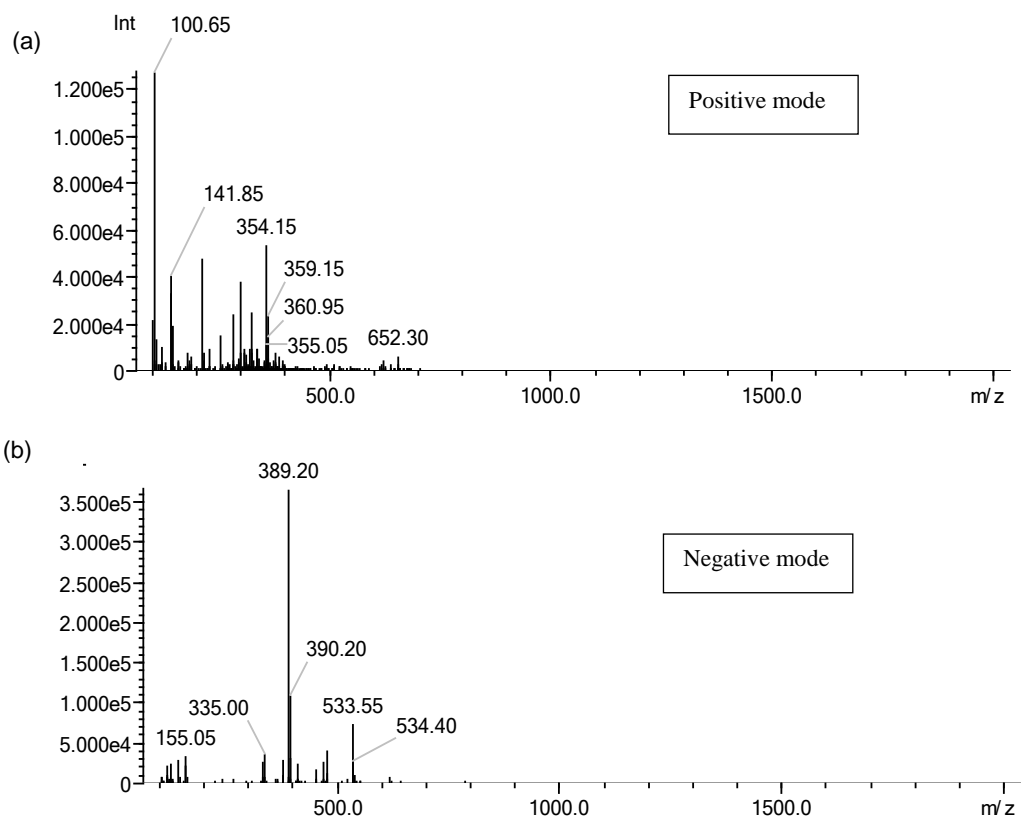 (a)
Int
100.65
1.200e5
1.000e5
8.000e4
6.000e4
4.000e4
2.000e4
0
141.85
354.15
359.15
360.95
355.05
652.30
Positive mode
500.0
1000.0
1500.0
m/z
(b)
389.20
3.500e5
3.000e5
2.500e5
2.000e5
1.500e5
1.000e5
5.000e4
0
390.20
335.00
533.55
534.40
155.05
Negative mode
500.0
1000.0
1500.0
m/z